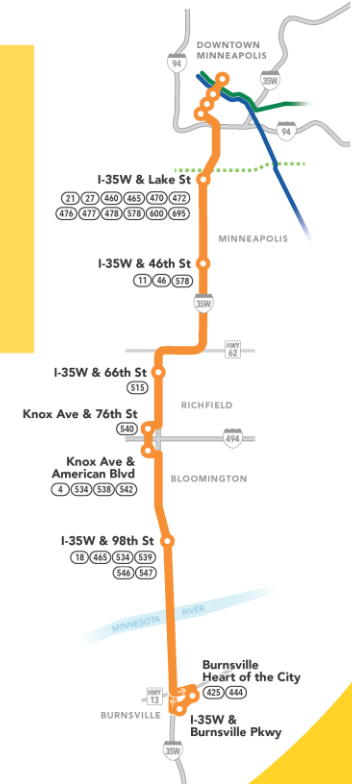 DOWNTOWN
MINNEAPOLIS
94
35W
94
I-35W & Lake St
21 27 460 465 470 472
476 477 478 578 600 695
MINNEAPOLIS
I-35W & 46th St
11 46 578
35W
HWY
62
I-35W & 66th St
515
RICHFIELD
Knox Ave & 76th St
540
494
Knox Ave &
American Blvd
4 534 538 542
BLOOMINGTON
I-35W & 98th St
18 465 534 539
546 547
MINNESOTA RIVER
Burnsville
Heart of the City
425 444
HWY
13
BURNSVILLE
I-35W &
Burnsville Pkwy
35W